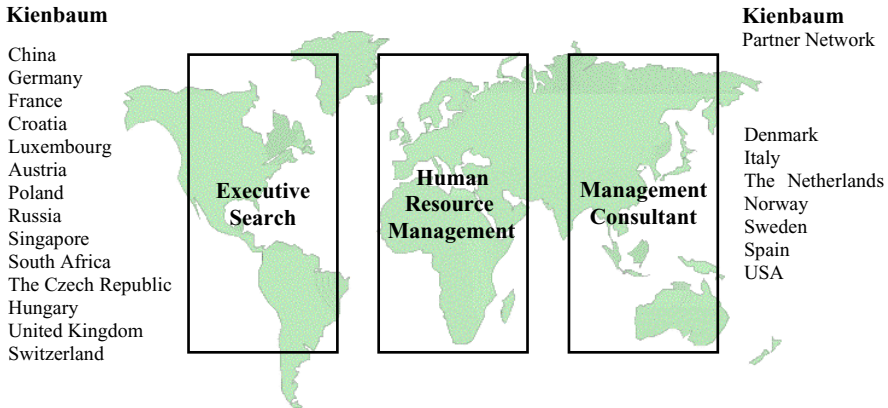 Kienbaum
China
Germany
France
Croatia
Luxembourg
Austria
Poland
Russia
Singapore
South Africa
The Czech Republic
Hungary
United Kingdom
Switzerland
Executive
Search
Human
Resource
Management
Management
Consultant
Kienbaum
Partner Network
Denmark
Italy
The Netherlands
Norway
Sweden
Spain
USA